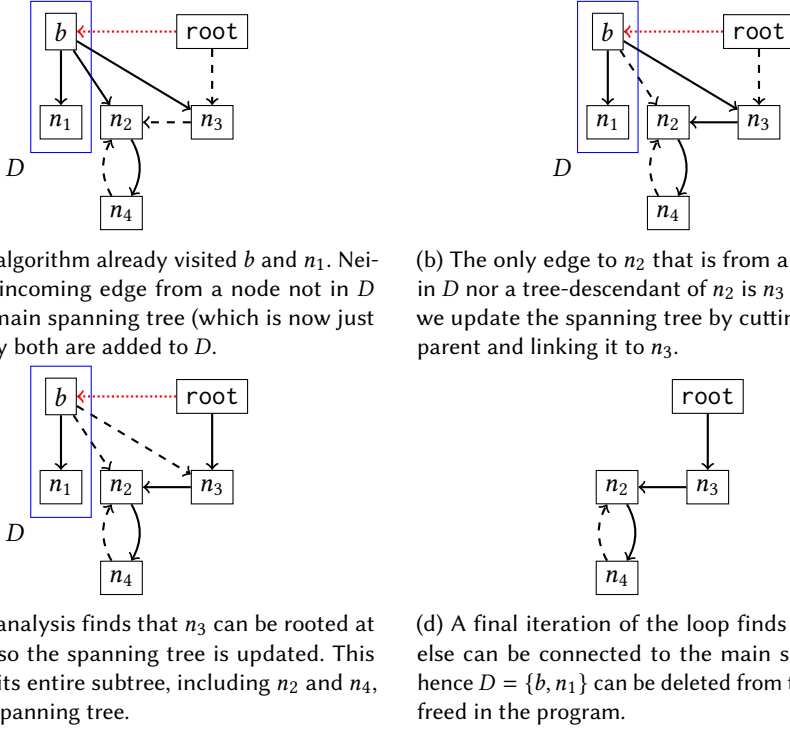 b root
n1 n2 n3
D
n4
b root
n1 n2 n3
D
n4
algorithm already visited b and n1. Nei-
incoming edge from a node not in D
main spanning tree (which is now just
y both are added to D.
(b) The only edge to n2 that is from a
in D nor a tree-descendant of n2 is n3
we update the spanning tree by cuttin
parent and linking it to n3.
b root
n1 n2 n3
D
n4
root
n2 n3
n4
analysis finds that n3 can be rooted at
so the spanning tree is updated. This
its entire subtree, including n2 and n4,
spanning tree.
(d) A final iteration of the loop finds
else can be connected to the main s
hence D = {b, n1} can be deleted from t
freed in the program.